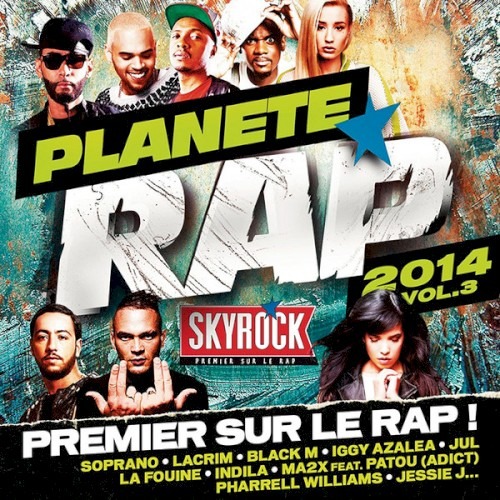 PLANETE
RAP
2014
VOL.3
SKYROCK
PREMIER SUR LE RAP
PREMIER SUR LE RAP !
SOPRANO • LACRIM • BLACK M • IGGY AZALEA • JUL
LA FOUINE • INDILA • MA2X FEAT. PATOU (ADICT)
PHARRELL WILLIAMS • JESSIE J...